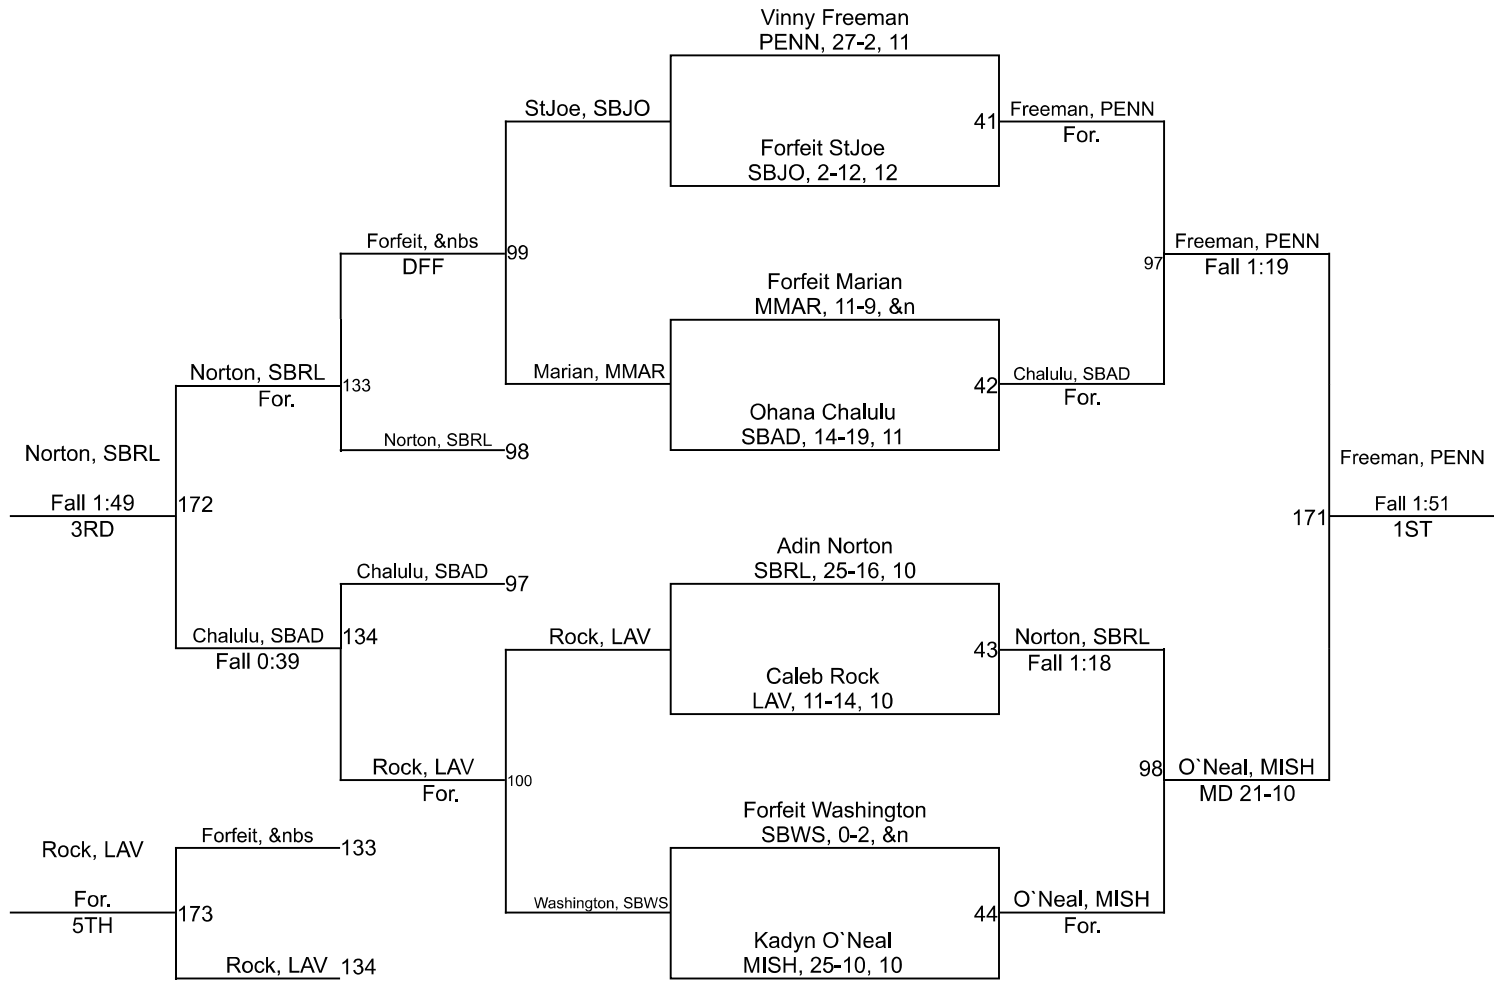 Vinny Freeman
PENN, 27-2, 11
StJoe, SBJO
41
Freeman, PENN
For.
Forfeit StJoe
SBJO, 2-12, 12
Forfeit, &nbs
DFF
99
Freeman, PENN
97
Fall 1:19
Forfeit Marian
MMAR, 11-9, &n
Norton, SBRL
For.
133
Marian, MMAR
42
Chalulu, SBAD
For.
Ohana Chalulu
SBAD, 14-19, 11
Norton, SBRL
98
Norton, SBRL
Fall 1:49
3RD
172
Freeman, PENN
171
Fall 1:51
1ST
Adin Norton
SBRL, 25-16, 10
Chalulu, SBAD
97
Chalulu, SBAD
Fall 0:39
134
Rock, LAV
43
Norton, SBRL
Fall 1:18
Caleb Rock
LAV, 11-14, 10
Rock, LAV
For.
100
98
O`Neal, MISH
MD 21-10
Forfeit Washington
SBWS, 0-2, &n
Forfeit, &nbs
133
Rock, LAV
For.
5TH
173
Washington, SBWS
44
O`Neal, MISH
For.
Kadyn O`Neal
MISH, 25-10, 10
Rock, LAV
134